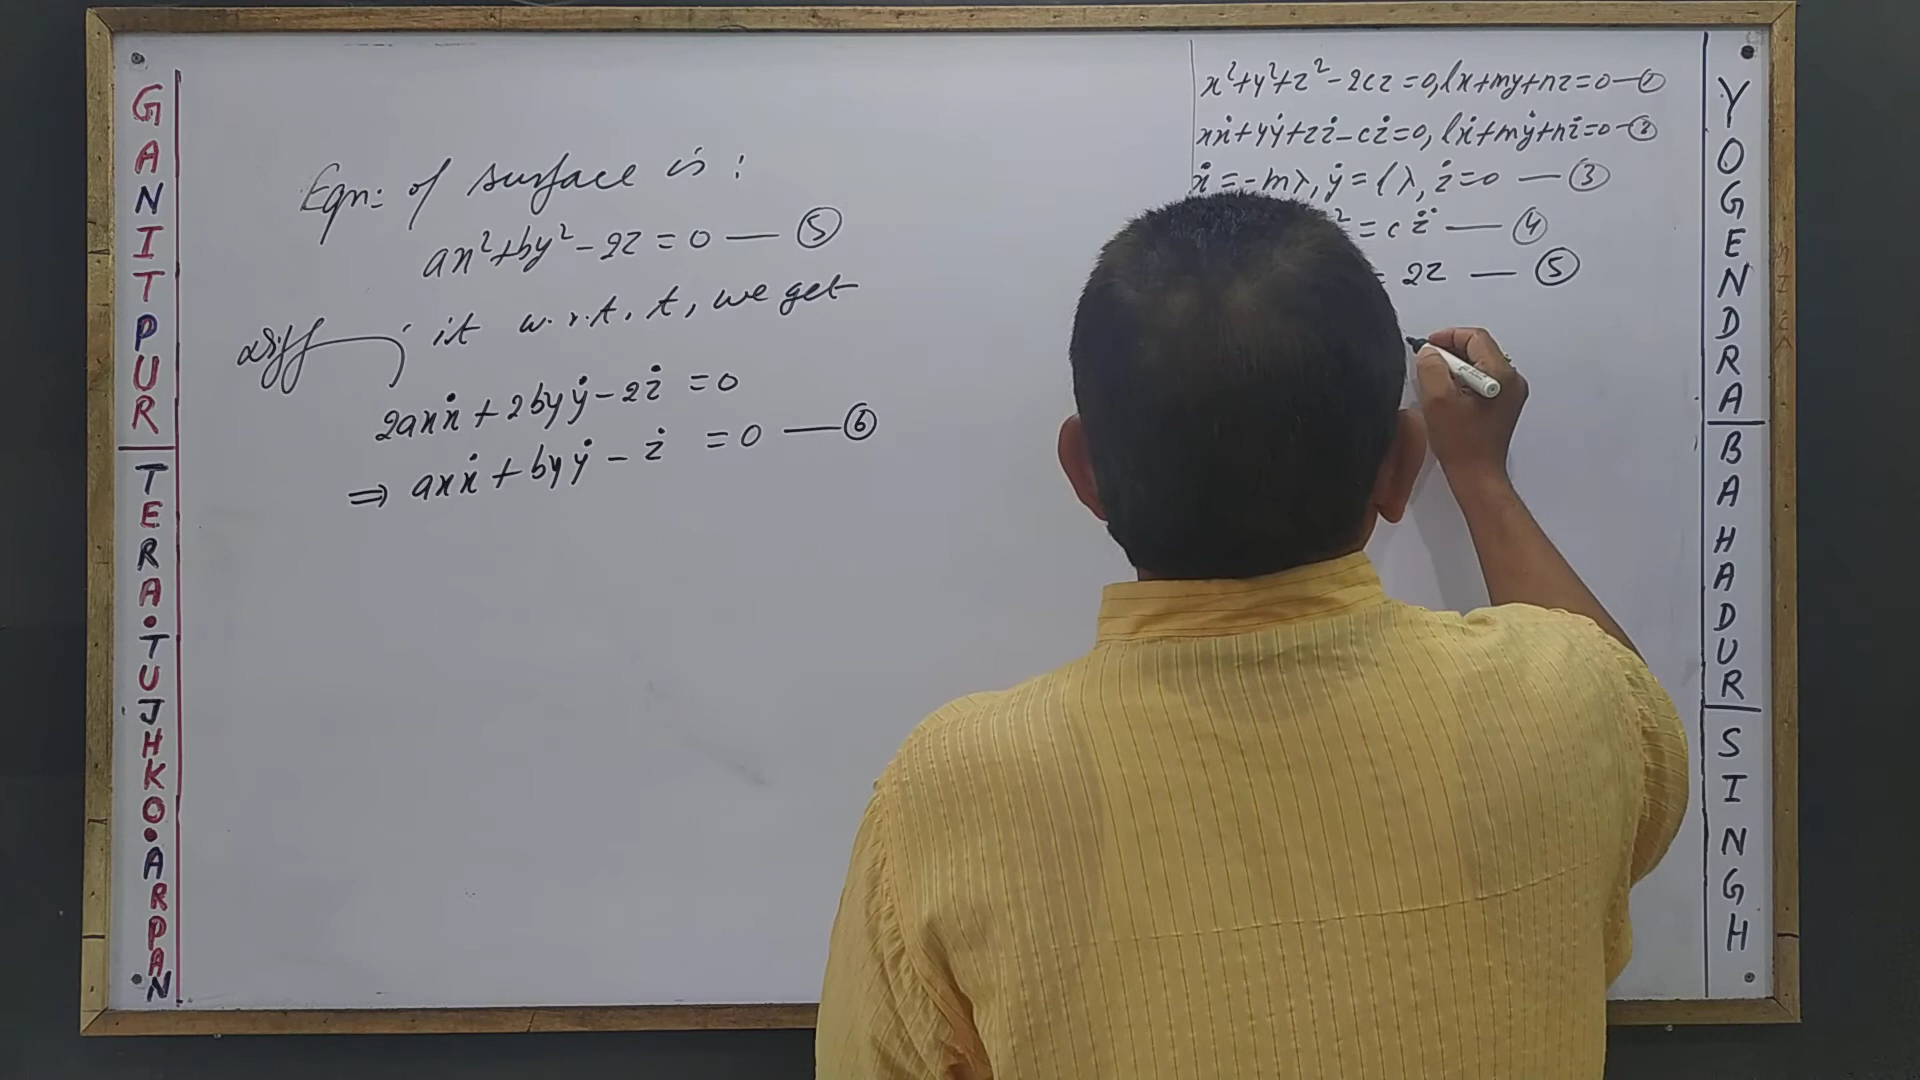 GANITPUR
TERA•TUJHKO•ARPAN
Eqn: of surface is:
ax²+by²-2z = 0 — ⑤
diff it w.r.t. t, we get
2axẋ + 2byẏ - 2ż = 0
⇒ axẋ + byẏ - ż = 0 — ⑥
x²+y²+z²-2cz=0, lx+my+nz=0 — ①
xẋ+yẏ+zż-cż=0, lẋ+mẏ+nż=0 — ②
ẋ=-mλ, ẏ=lλ, ż=0 — ③
² = c z̈ — ④
2z — ⑤
YOGENDRA
BAHADUR
SINGH